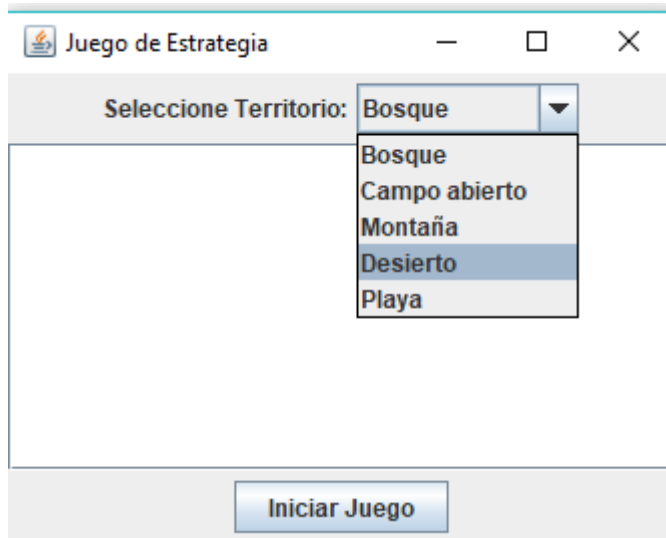 Juego de Estrategia
Seleccione Territorio: Bosque
Bosque
Campo abierto
Montaña
Desierto
Playa
Iniciar Juego